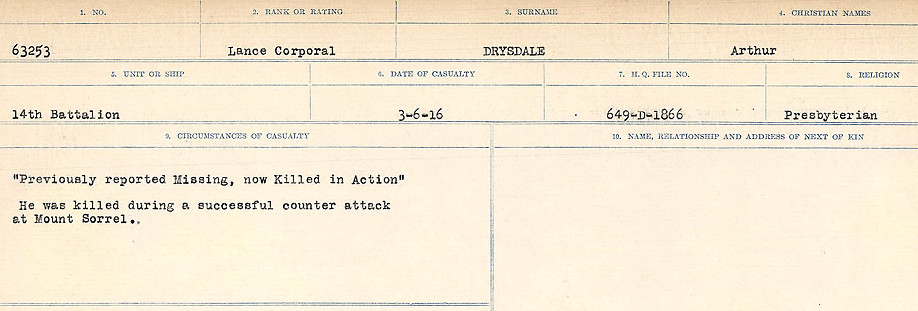 1. NO. 2. RANK OR RATING 3. SURNAME 4. CHRISTIAN NAMES
63253 Lance Corporal DRYSDALE Arthur
5. UNIT OR SHIP 6. DATE OF CASUALTY 7. H.Q. FILE NO. 8. RELIGION
14th Battalion 3-6-16 649-D-1866 Presbyterian
9. CIRCUMSTANCES OF CASUALTY 10. NAME, RELATIONSHIP AND ADDRESS OF NEXT OF KIN
"Previously reported Missing, now Killed in Action"
He was killed during a successful counter attack
at Mount Sorrel..